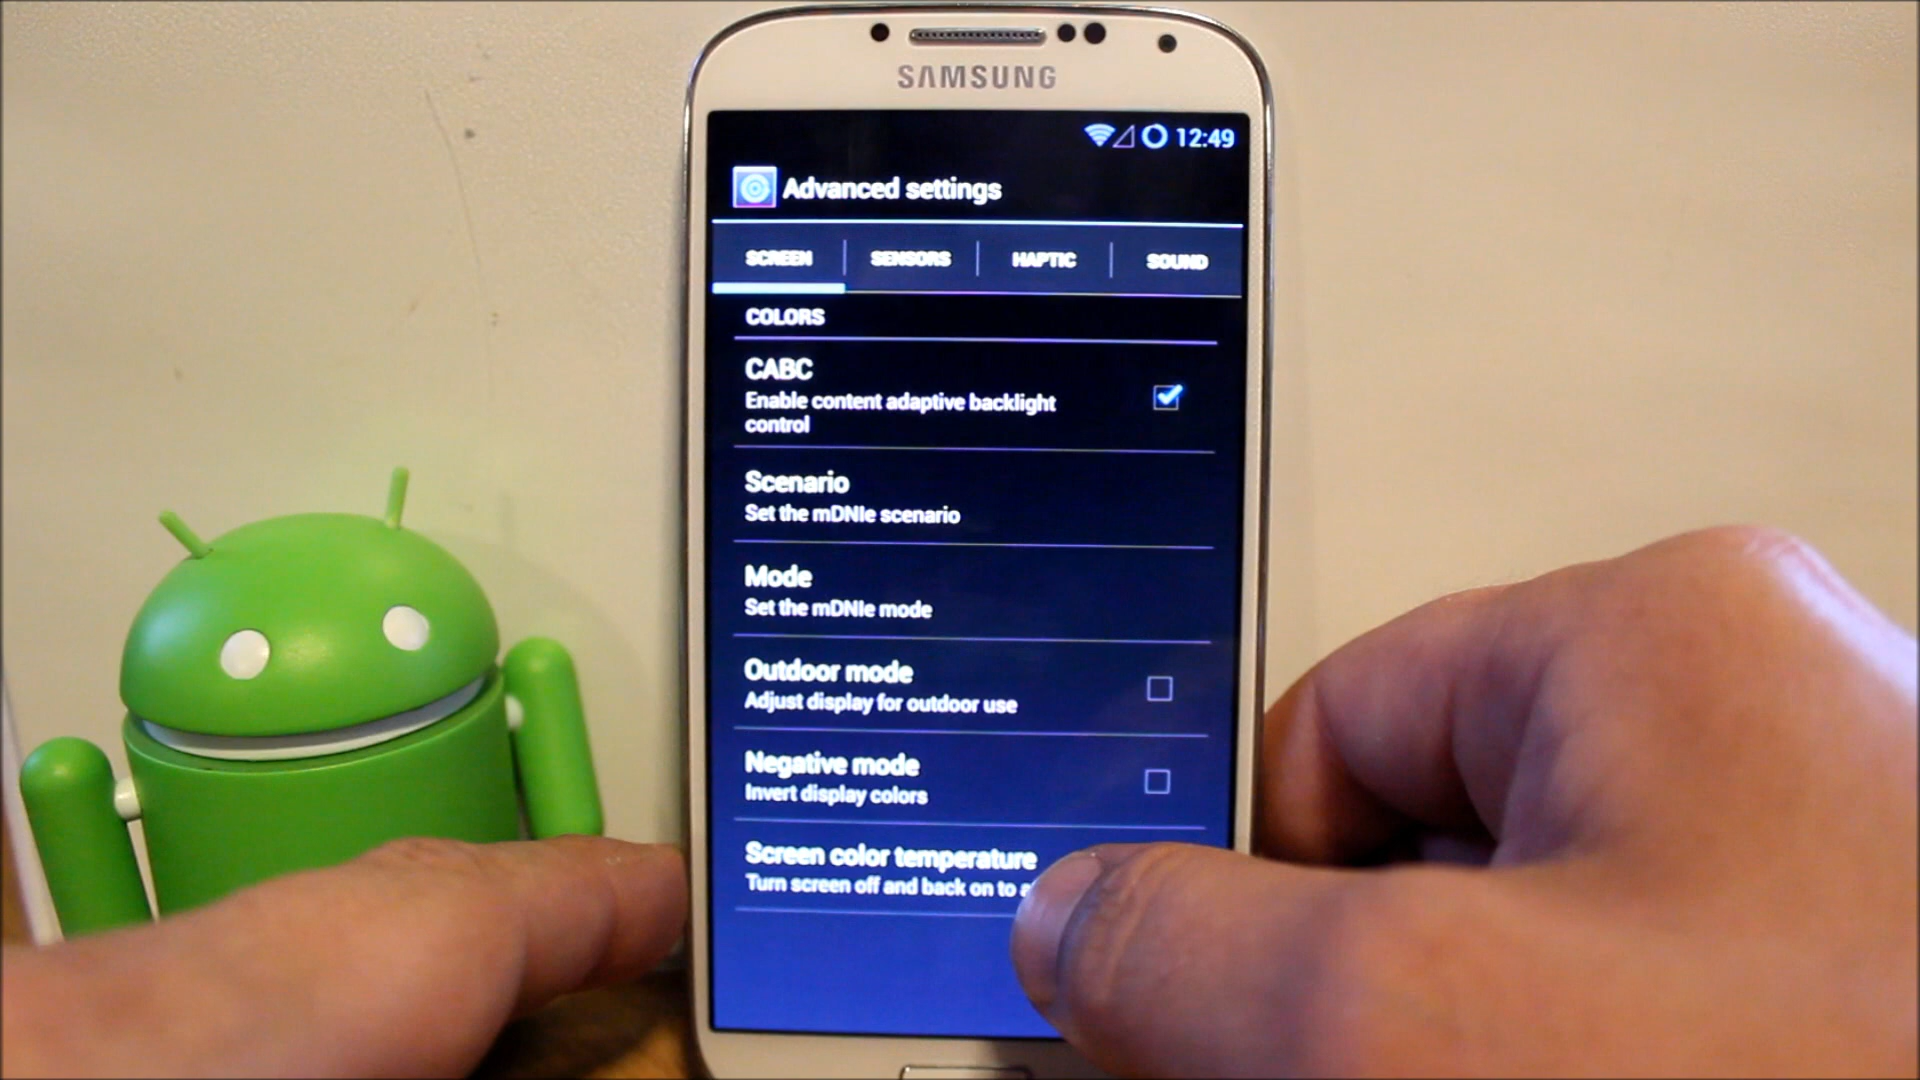 SAMSUNG
12:49
Advanced settings
SCREEN SENSORS HAPTIC SOUND
COLORS
CABC
Enable content adaptive backlight
control
Scenario
Set the mDNIe scenario
Mode
Set the mDNIe mode
Outdoor mode
Adjust display for outdoor use
Negative mode
Invert display colors
Screen color temperature
Turn screen off and back on to